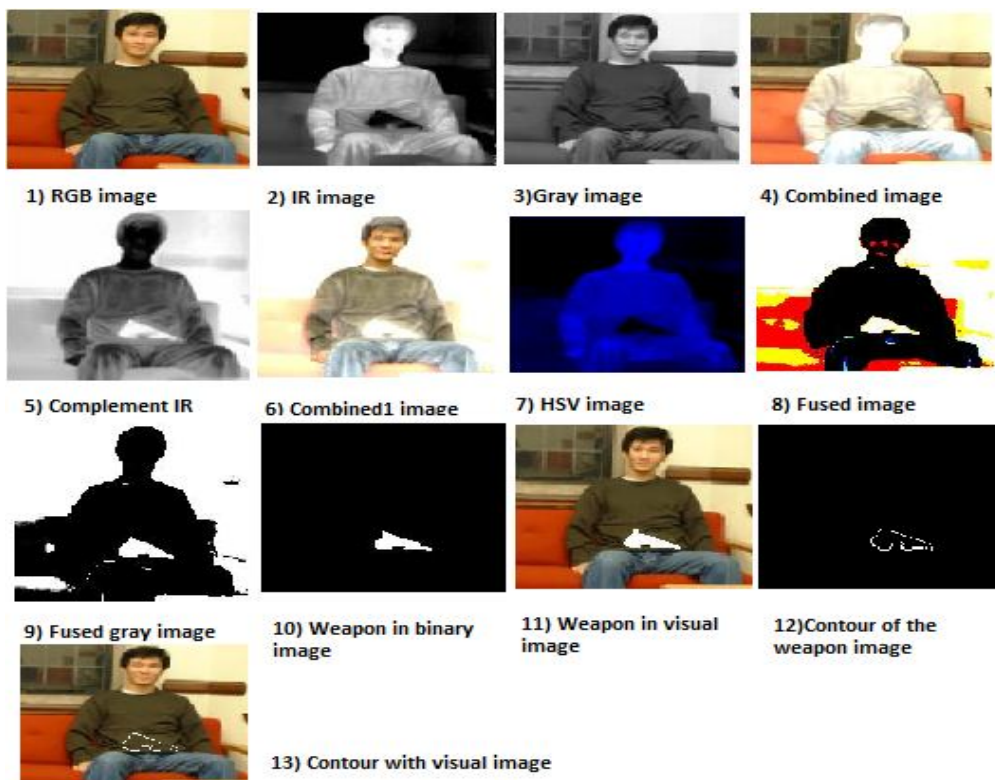 1) RGB image
2) IR image
3)Gray image
4) Combined image
5) Complement IR
6) Combined1 image
7) HSV image
8) Fused image
9) Fused gray image
10) Weapon in binary
image
11) Weapon in visual
image
12)Contour of the
weapon image
13) Contour with visual image